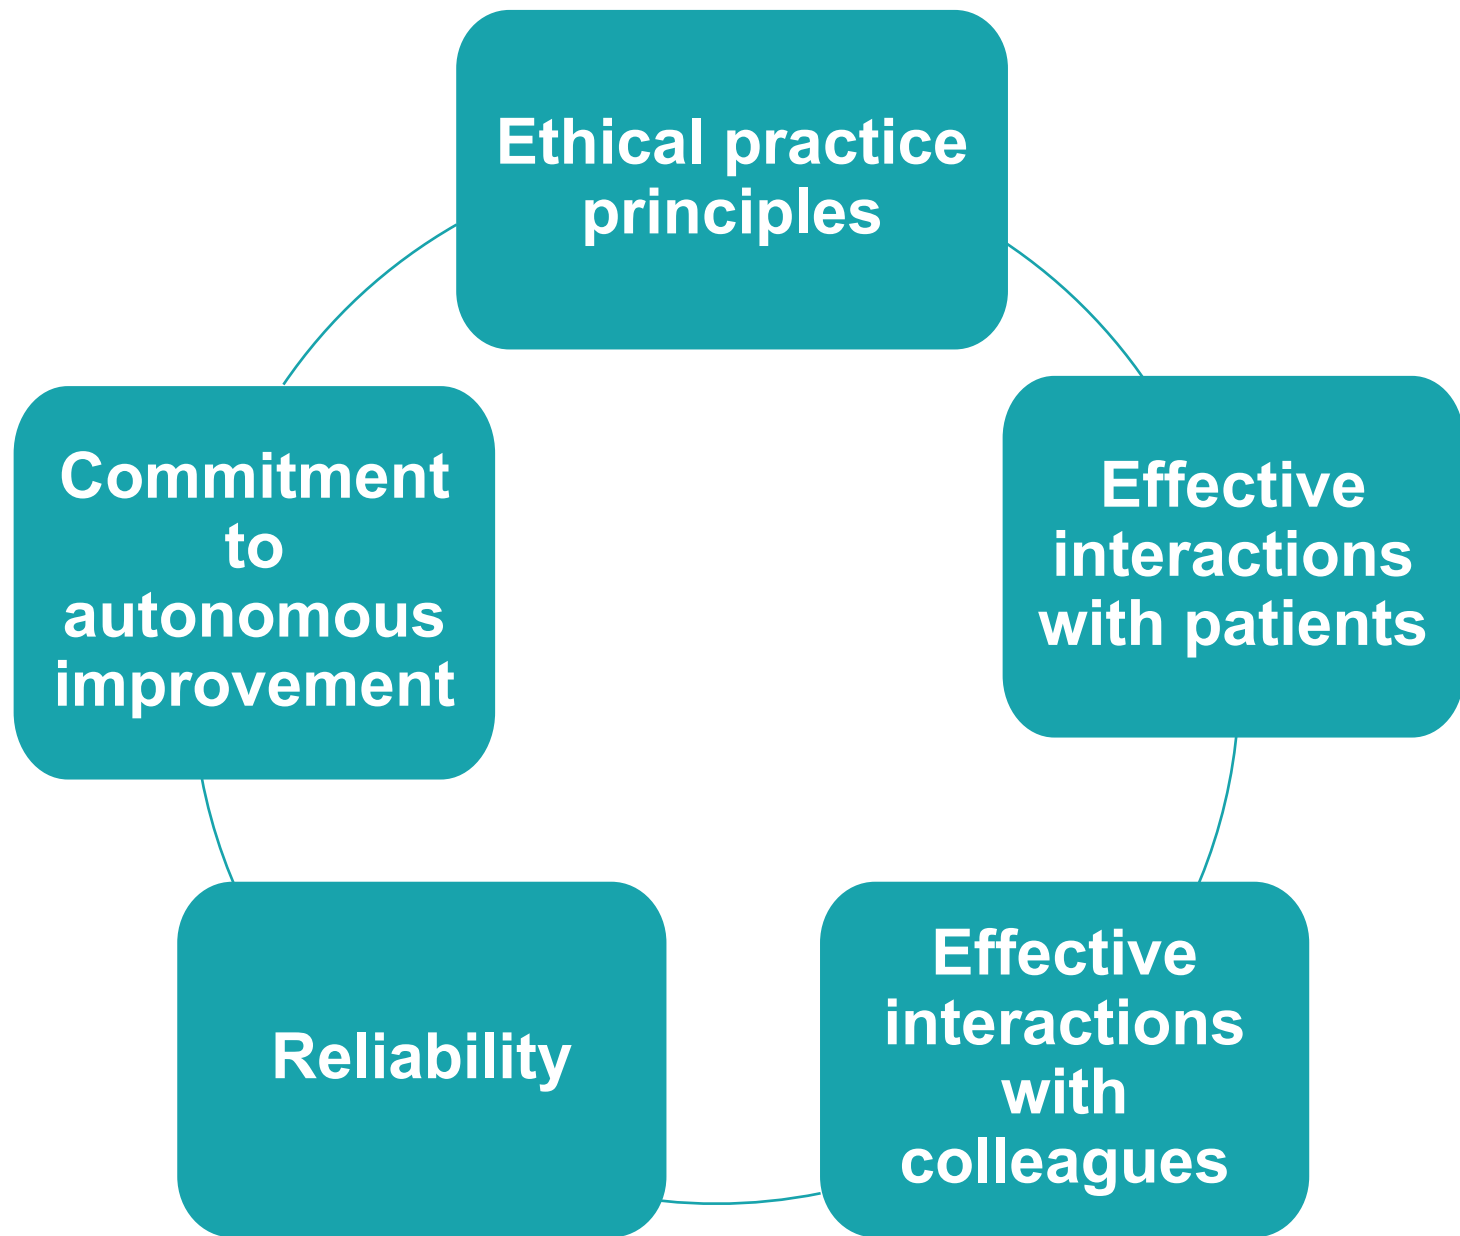 Ethical practice
principles
Effective
interactions
with patients
Effective
interactions
with
colleagues
Reliability
Commitment
to
autonomous
improvement